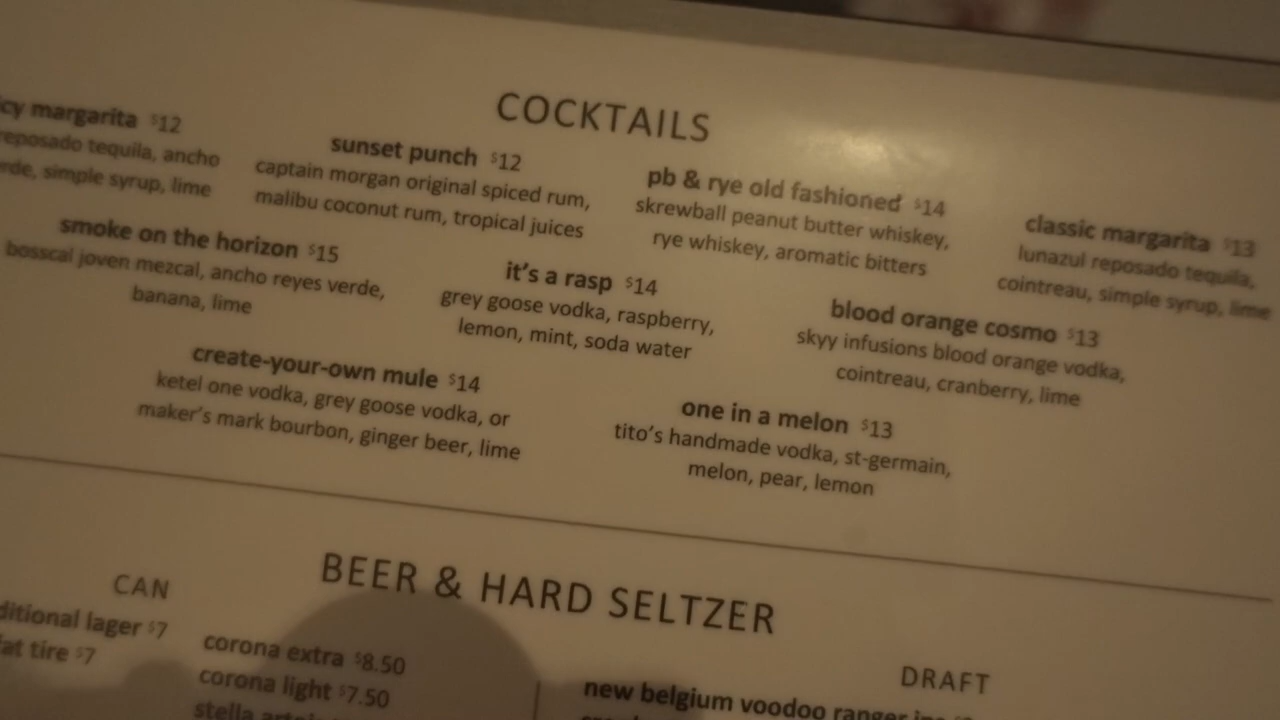 COCKTAILS
margarita $12
reposado tequila, ancho
simple syrup, lime
sunset punch $12
captain morgan original spiced rum,
malibu coconut rum, tropical juices
pb & rye old fashioned $14
skrewball peanut butter whiskey,
rye whiskey, aromatic bitters
classic margarita $13
lunazul reposado tequila,
cointreau, simple syrup, lime
smoke on the horizon $15
bosscal joven mezcal, ancho reyes verde,
banana, lime
it's a rasp $14
grey goose vodka, raspberry,
lemon, mint, soda water
blood orange cosmo $13
skyy infusions blood orange vodka,
cointreau, cranberry, lime
create-your-own mule $14
ketel one vodka, grey goose vodka, or
maker's mark bourbon, ginger beer, lime
one in a melon $13
tito's handmade vodka, st-germain,
melon, pear, lemon
BEER & HARD SELTZER
CAN
lager $7
tire $7
corona extra $8.50
corona light $7.50
stella
DRAFT
new belgium voodoo ranger